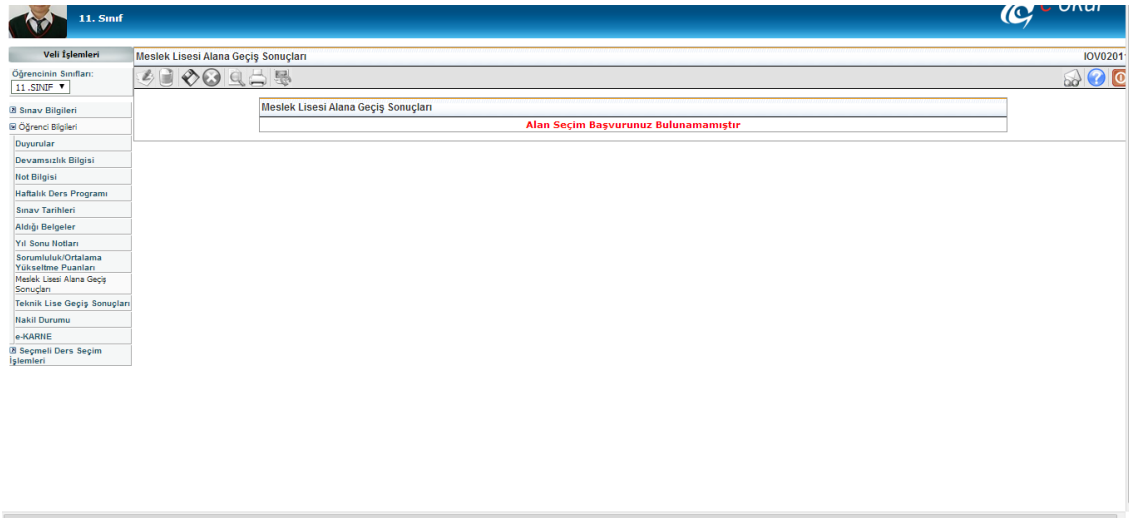 11. Sınıf
Veli İşlemleri
Meslek Lisesi Alana Geçiş Sonuçları
Öğrencinin Sınıfları:
11.SINIF
Meslek Lisesi Alana Geçiş Sonuçları
Alan Seçim Başvurunuz Bulunamamıştır
Sınav Bilgileri
Öğrenci Bilgileri
Duyurular
Devamsızlık Bilgisi
Not Bilgisi
Haftalık Ders Programı
Sınav Tarihleri
Aldığı Belgeler
Yıl Sonu Notları
Sorumluluk/Ortalama
Yükseltme Puanları
Meslek Lisesi Alana Geçiş
Sonuçları
Teknik Lise Geçiş Sonuçları
Nakil Durumu
e-KARNE
Seçmeli Ders Seçim
İşlemleri